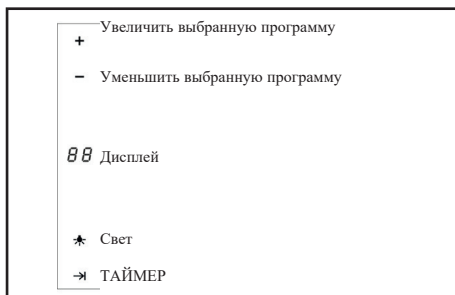 + Увеличить выбранную программу
− Уменьшить выбранную программу
88 Дисплей
Свет
ТАЙМЕР